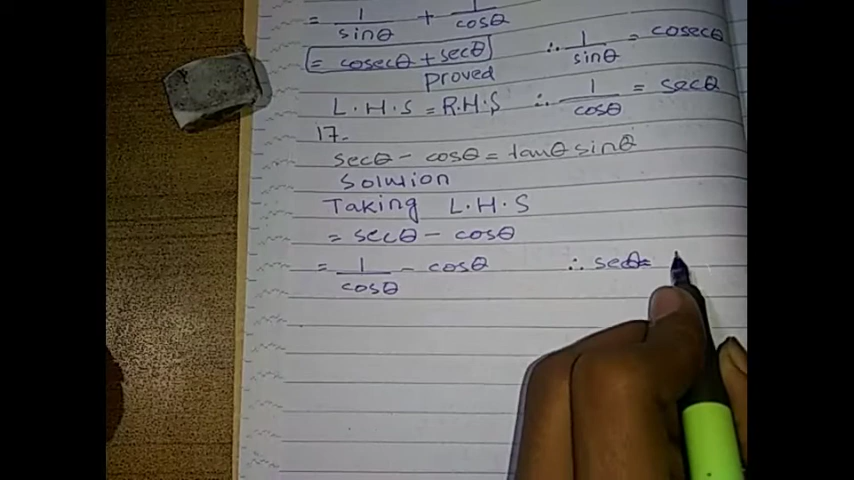 = 1/sinθ + 1/cosθ
= cosecθ + secθ ∴ 1/sinθ = cosecθ
proved
L.H.S = R.H.S ∴ 1/cosθ = secθ
17.
secθ - cosθ = tanθ sinθ
Solution
Taking L.H.S
= secθ - cosθ
= 1/cosθ - cosθ ∴ secθ =